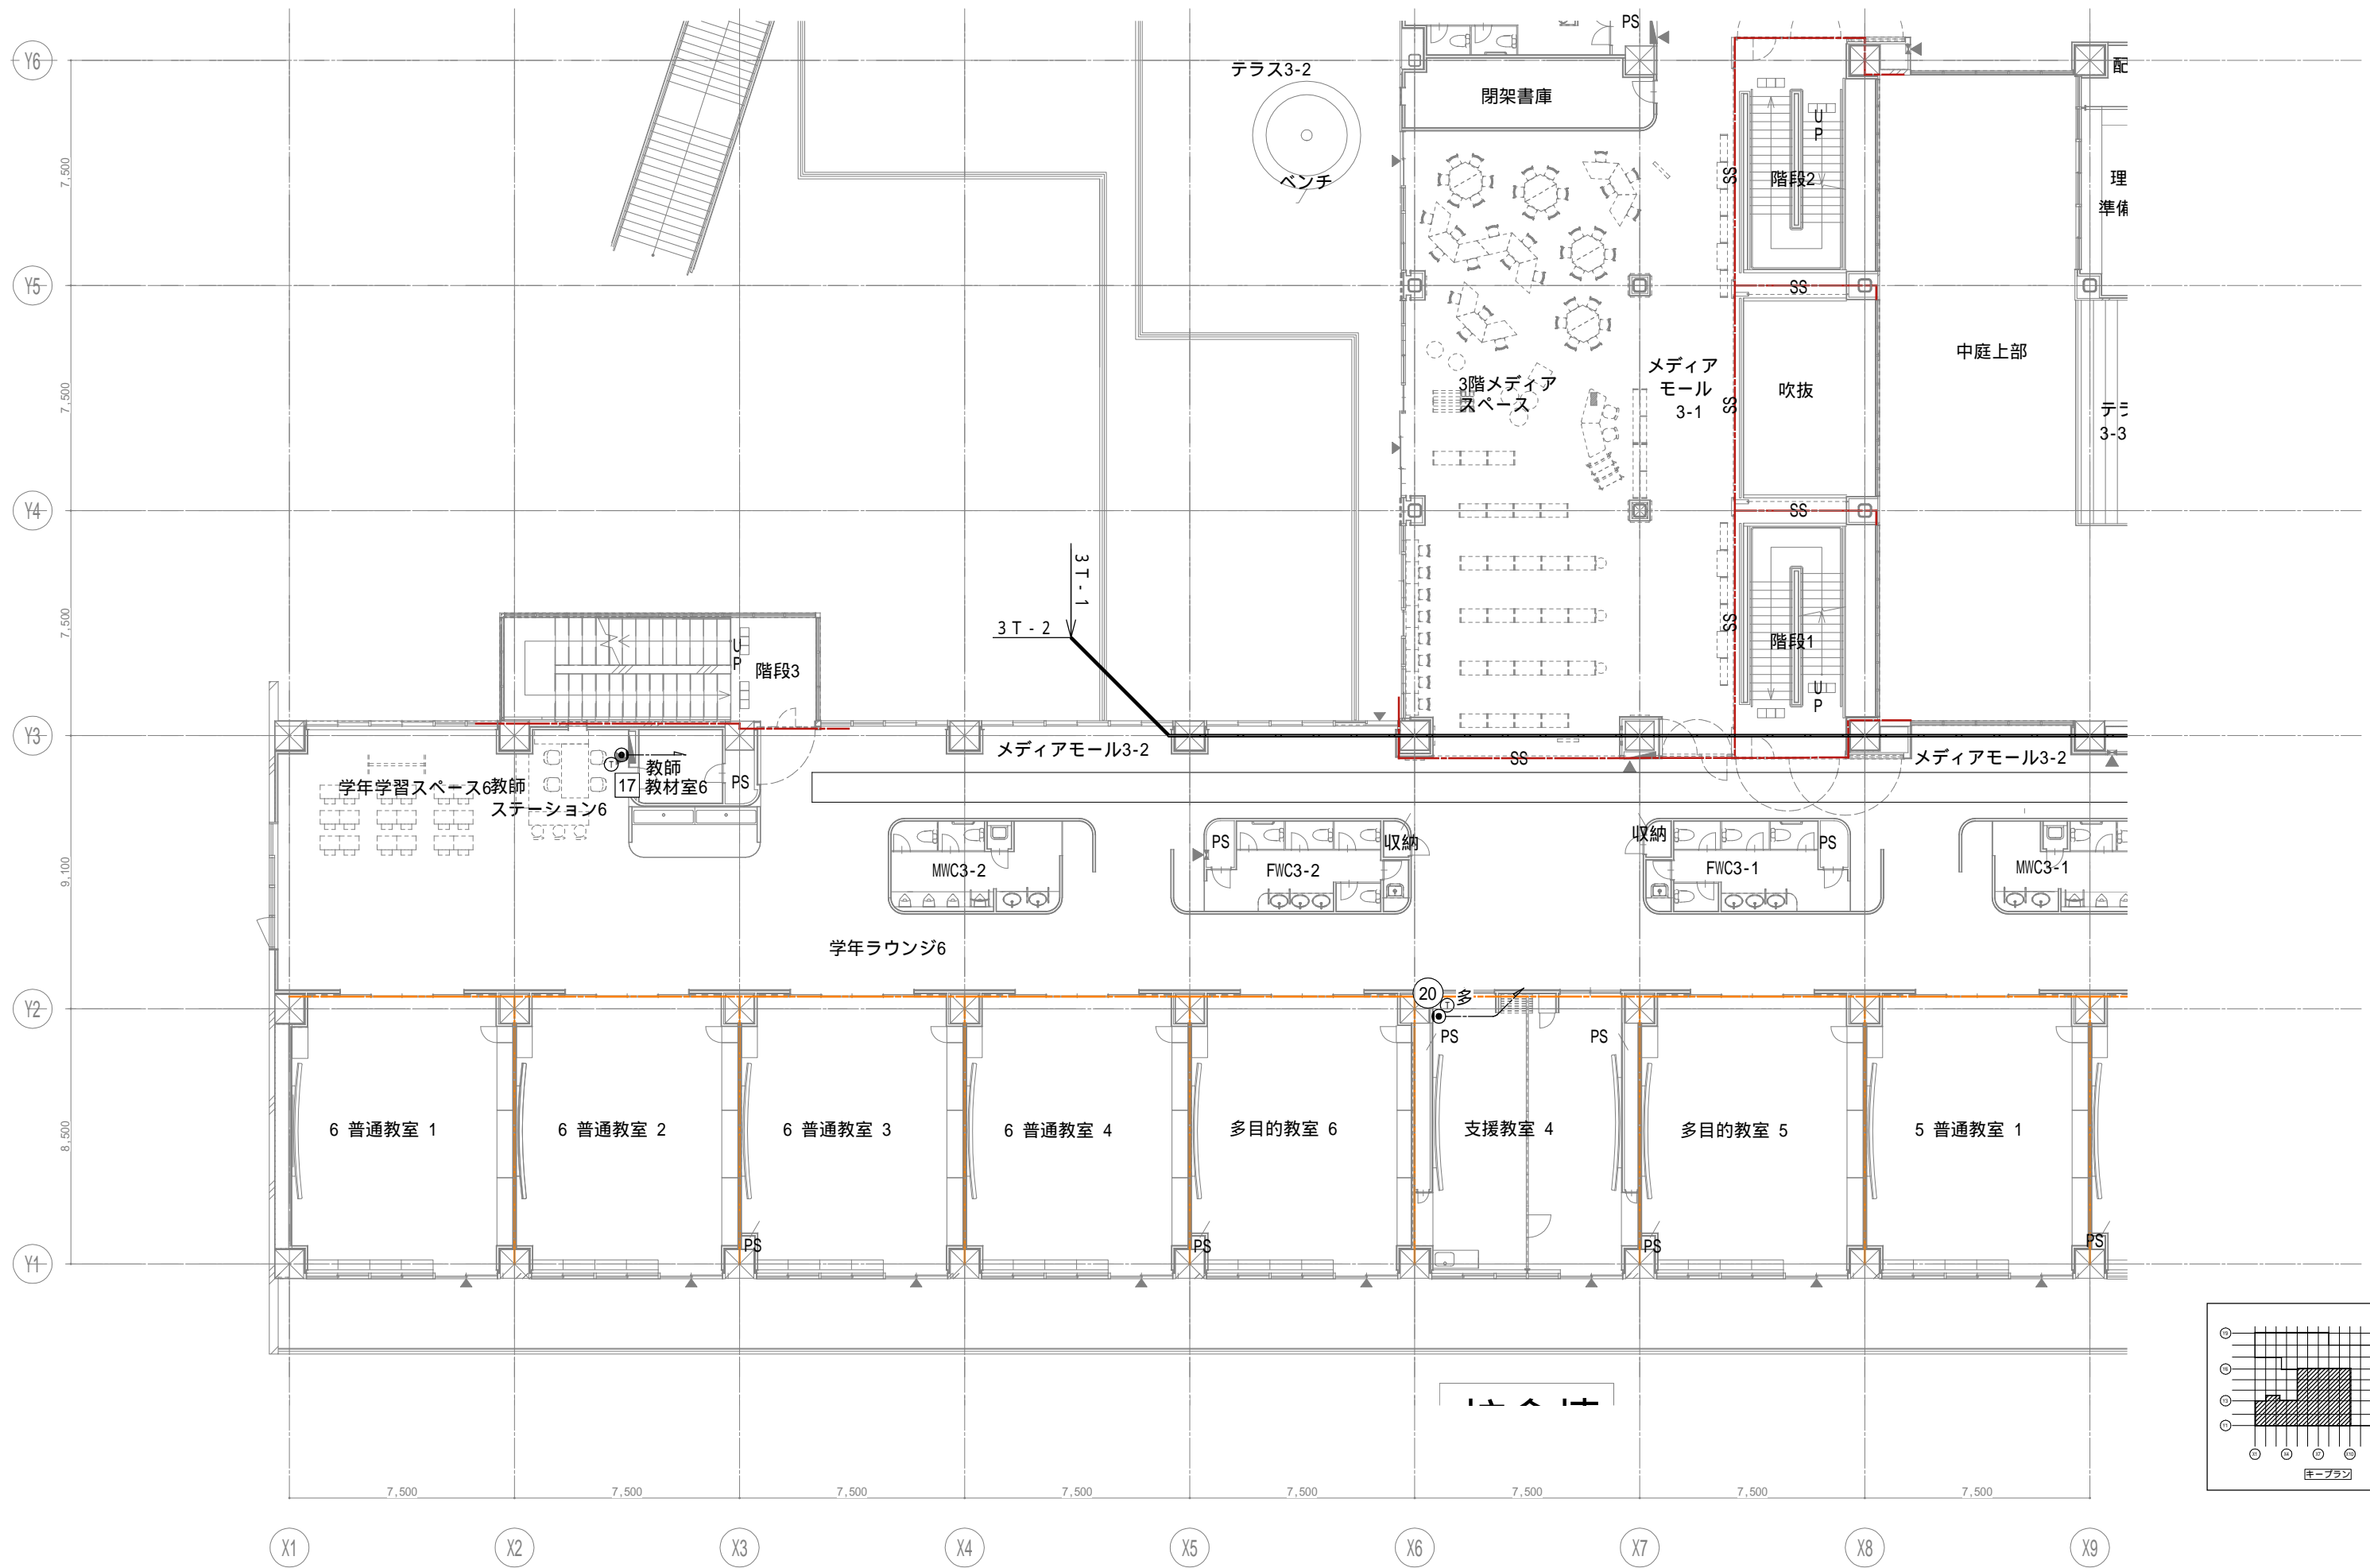 PS
Y6
テラス3-2
閉架書庫
配
UP
ベンチ
7,500
SS
階段2
理
準備
Y5
SS
中庭上部
メディア
モール
3-1
3階メディア
スペース
吹抜
7,500
SS
テラ
3-3
Y4
SS
3T-1
3T-2
7,500
SS
階段1
UP
UP
階段3
Y3
メディアモール3-2
SS
メディアモール3-2
T
17
教師
教材室6
PS
学年学習スペース6
教師
ステーション6
9,100
MWC3-2
PS
FWC3-2
収納
収納
FWC3-1
PS
MWC3-1
学年ラウンジ6
Y2
20
T
多
PS
PS
8,500
6 普通教室 1
6 普通教室 2
6 普通教室 3
6 普通教室 4
多目的教室 6
支援教室 4
多目的教室 5
5 普通教室 1
PS
PS
PS
PS
Y1
キープラン
7,500
7,500
7,500
7,500
7,500
7,500
7,500
7,500
X1
X2
X3
X4
X5
X6
X7
X8
X9